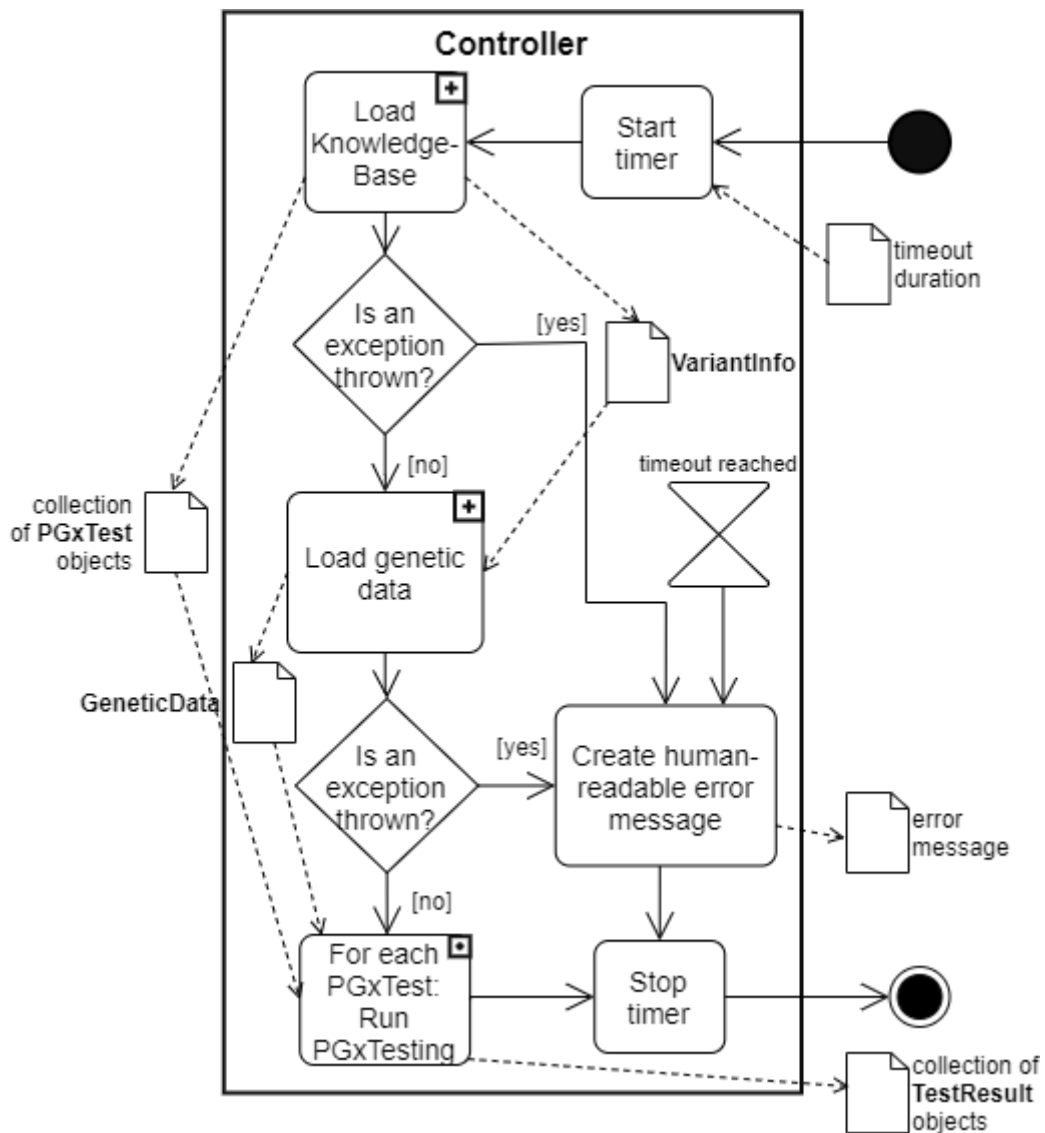 Controller
Load
Knowledge-
Base
Start
timer
timeout
duration
Is an
exception
thrown?
[yes]
VariantInfo
[no]
timeout reached
collection
of PGxTest
objects
Load genetic
data
GeneticData
Is an
exception
thrown?
[yes]
Create human-
readable error
message
error
message
[no]
For each
PGxTest:
Run
PGxTesting
Stop
timer
collection of
TestResult
objects